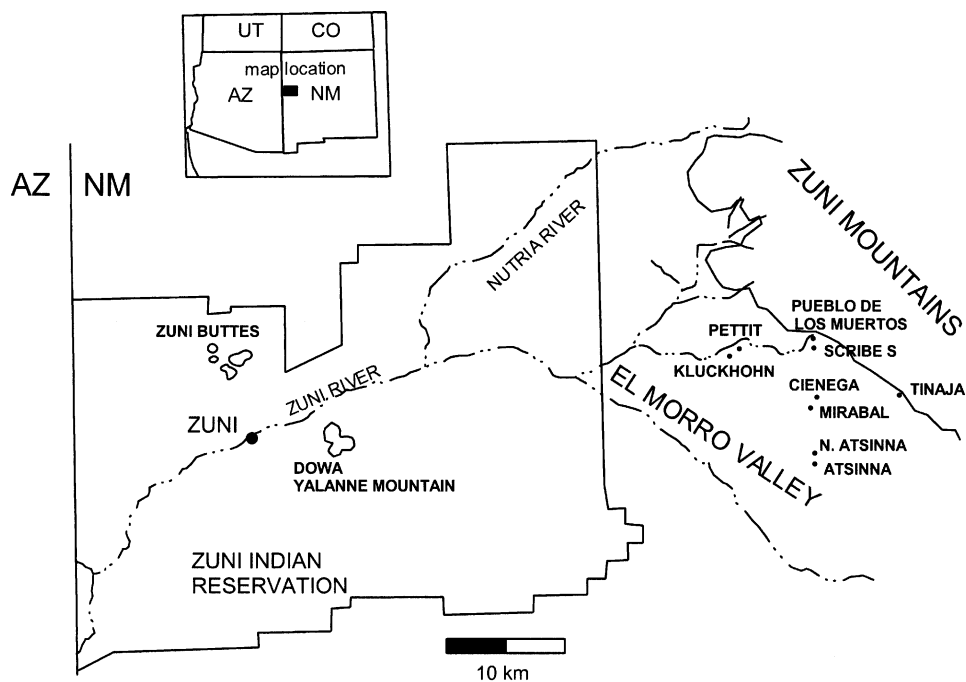 UT CO
map location
AZ NM
AZ NM
ZUNI MOUNTAINS
NUTRIA RIVER
ZUNI BUTTES
PUEBLO DE
LOS MUERTOS
PETTIT
SCRIBE S
KLUCKHOHN
ZUNI RIVER
EL MORRO VALLEY
CIENEGA
TINAJA
MIRABAL
ZUNI
N. ATSINNA
ATSINNA
DOWA
YALANNE MOUNTAIN
ZUNI INDIAN
RESERVATION
10 km